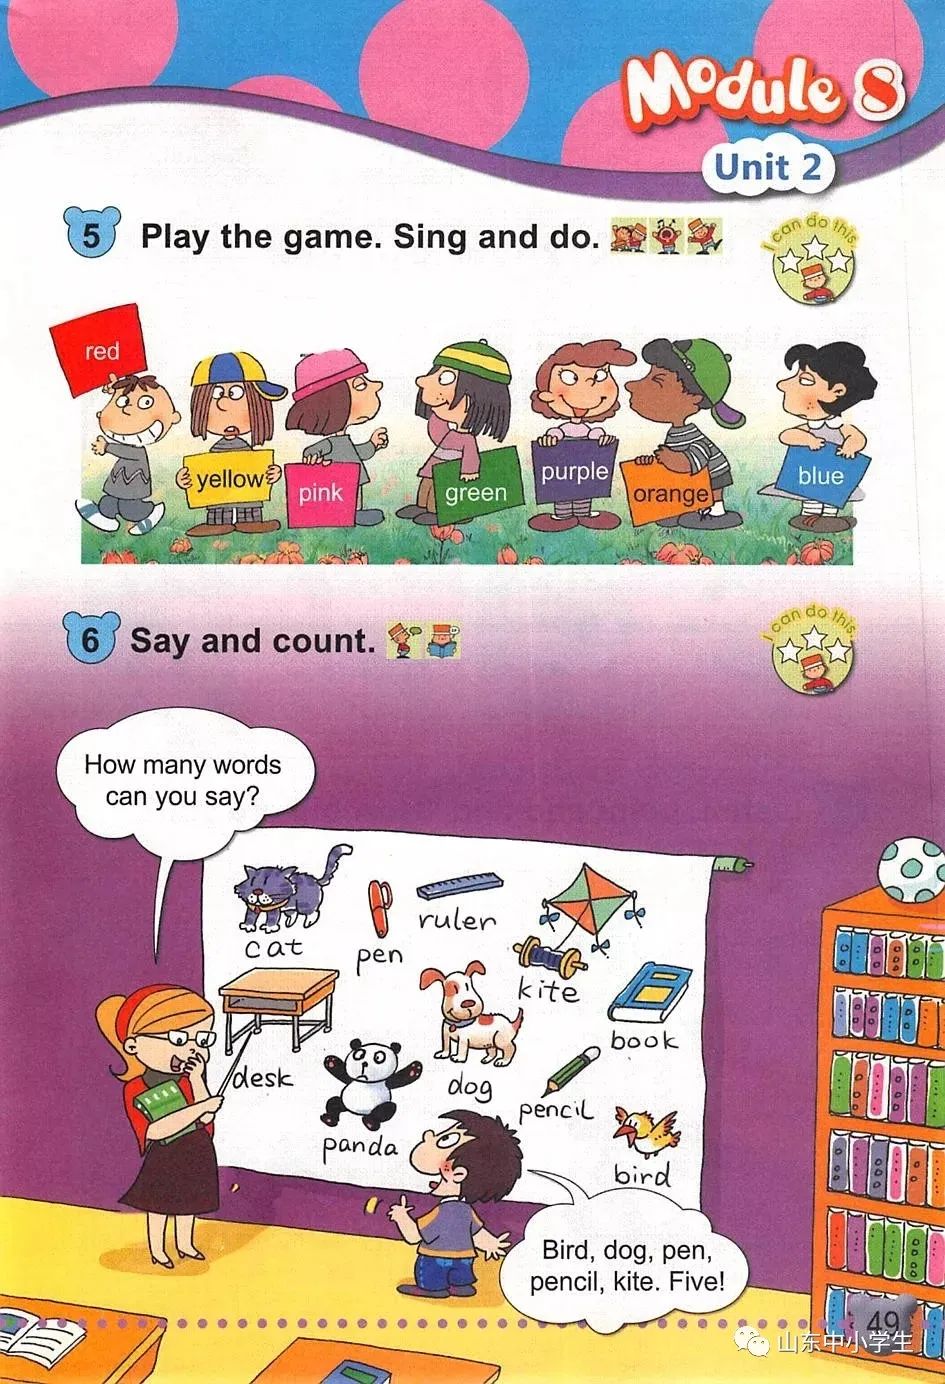 Module 8
Unit 2
5 Play the game. Sing and do.
I can do this.
red
yellow
pink
green
purple
orange
blue
6 Say and count.
I can do this.
How many words
can you say?
cat
pen
ruler
kite
book
desk
panda
dog
pencil
bird
Bird, dog, pen,
pencil, kite. Five!
49
山东中小学生